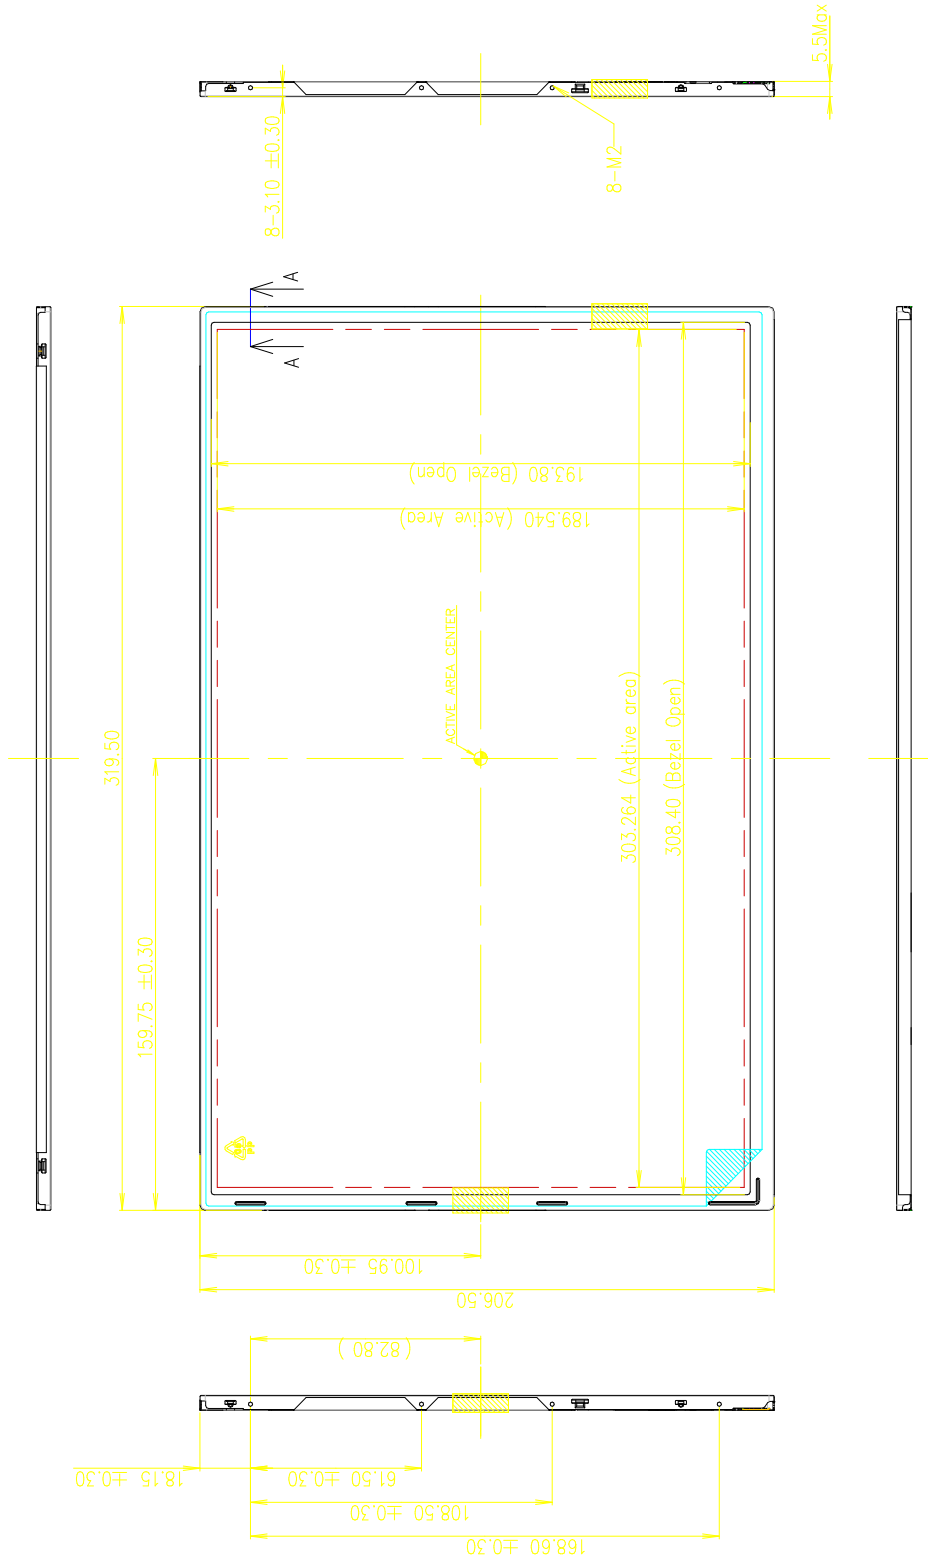 5.5Max
8-3.10 ±0.30
8-M2
A
A
193.80 (Bezel Open)
189.540 (Active Area)
ACTIVE AREA CENTER
319.50
303.264 (Active area)
308.40 (Bezel Open)
159.75 ±0.30
100.95 ±0.30
206.50
( 82.80 )
18.15 ±0.30
61.50 ±0.30
108.50 ±0.30
168.60 ±0.30